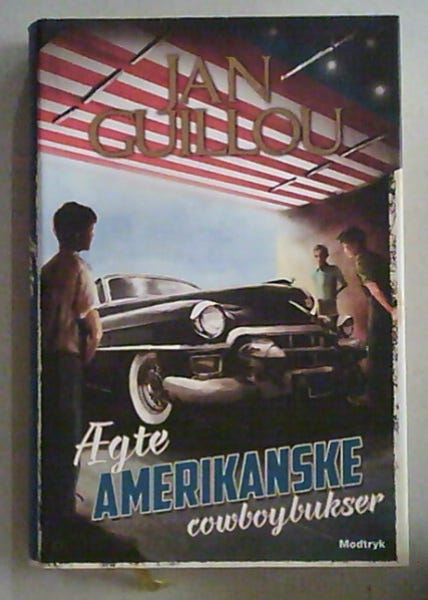 JAN
GUILLOU
Ægte
AMERIKANSKE
cowboybukser
Modtryk